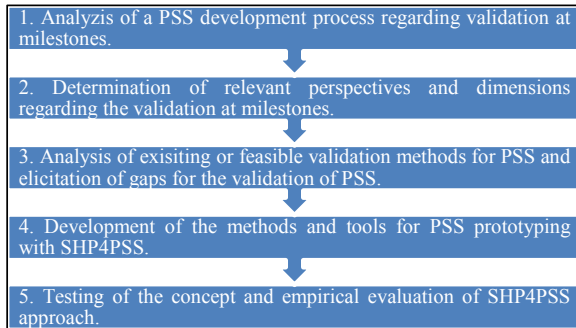 1. Analyzis of a PSS development process regarding validation at
milestones.
2. Determination of relevant perspectives and dimensions
regarding the validation at milestones.
3. Analysis of exisiting or feasible validation methods for PSS and
elicitation of gaps for the validation of PSS.
4. Development of the methods and tools for PSS prototyping
with SHP4PSS.
5. Testing of the concept and empirical evaluation of SHP4PSS
approach.